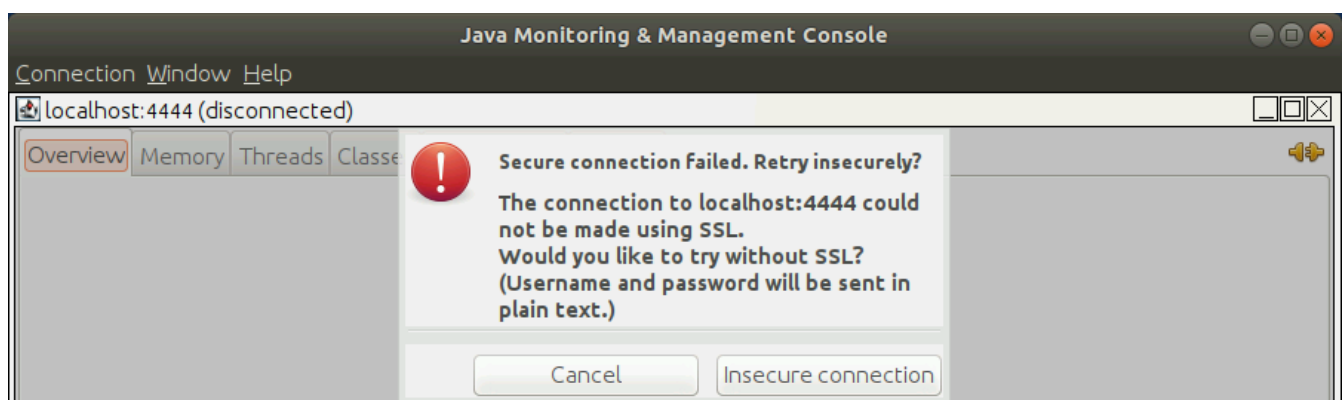 Java Monitoring & Management Console
Connection Window Help
localhost:4444 (disconnected)
Overview Memory Threads
Secure connection failed. Retry insecurely?
The connection to localhost:4444 could
not be made using SSL.
Would you like to try without SSL?
(Username and password will be sent in
plain text.)
Cancel Insecure connection